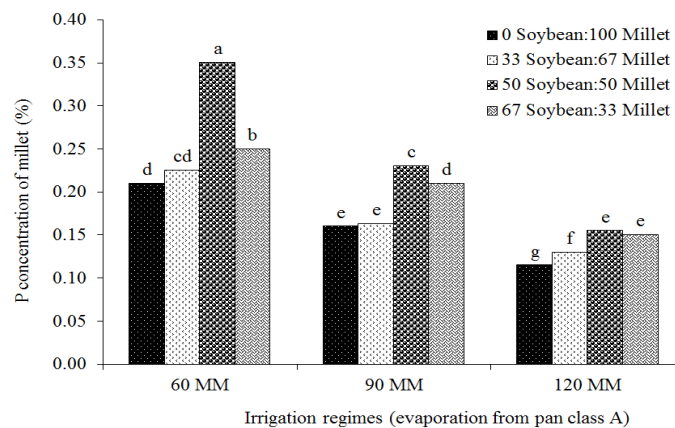 0.40
0.35
0.30
0.25
0.20
0.15
0.10
0.05
0.00
P concentration of millet (%)
0 Soybean:100 Millet
33 Soybean:67 Millet
50 Soybean:50 Millet
67 Soybean:33 Millet
d cd a b
e e c d
g f e e
60 MM 90 MM 120 MM
Irrigation regimes (evaporation from pan class A)